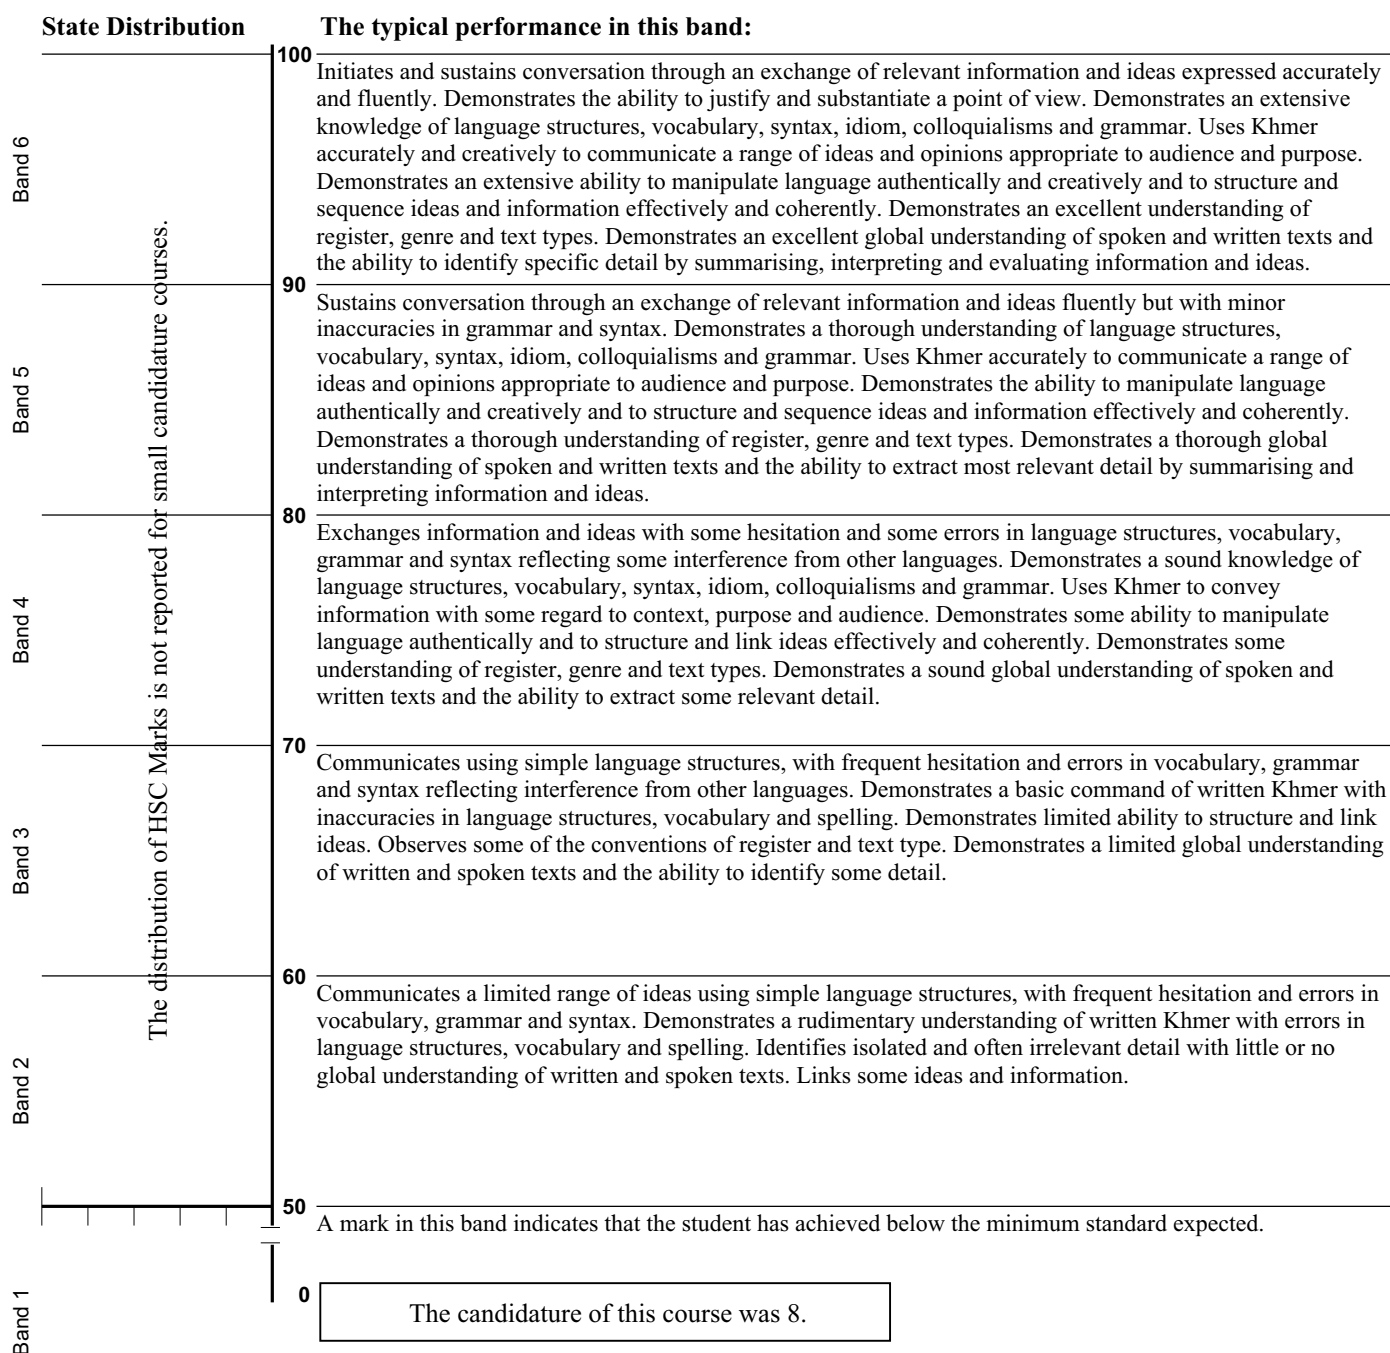 State Distribution
The typical performance in this band:
100
Band 6
Initiates and sustains conversation through an exchange of relevant information and ideas expressed accurately
and fluently. Demonstrates the ability to justify and substantiate a point of view. Demonstrates an extensive
knowledge of language structures, vocabulary, syntax, idiom, colloquialisms and grammar. Uses Khmer
accurately and creatively to communicate a range of ideas and opinions appropriate to audience and purpose.
Demonstrates an extensive ability to manipulate language authentically and creatively and to structure and
sequence ideas and information effectively and coherently. Demonstrates an excellent understanding of
register, genre and text types. Demonstrates an excellent global understanding of spoken and written texts and
the ability to identify specific detail by summarising, interpreting and evaluating information and ideas.
The distribution of HSC Marks is not reported for small candidature courses.
90
Band 5
Sustains conversation through an exchange of relevant information and ideas fluently but with minor
inaccuracies in grammar and syntax. Demonstrates a thorough understanding of language structures,
vocabulary, syntax, idiom, colloquialisms and grammar. Uses Khmer accurately to communicate a range of
ideas and opinions appropriate to audience and purpose. Demonstrates the ability to manipulate language
authentically and creatively and to structure and sequence ideas and information effectively and coherently.
Demonstrates a thorough understanding of register, genre and text types. Demonstrates a thorough global
understanding of spoken and written texts and the ability to extract most relevant detail by summarising and
interpreting information and ideas.
80
Band 4
Exchanges information and ideas with some hesitation and some errors in language structures, vocabulary,
grammar and syntax reflecting some interference from other languages. Demonstrates a sound knowledge of
language structures, vocabulary, syntax, idiom, colloquialisms and grammar. Uses Khmer to convey
information with some regard to context, purpose and audience. Demonstrates some ability to manipulate
language authentically and to structure and link ideas effectively and coherently. Demonstrates some
understanding of register, genre and text types. Demonstrates a sound global understanding of spoken and
written texts and the ability to extract some relevant detail.
70
Band 3
Communicates using simple language structures, with frequent hesitation and errors in vocabulary, grammar
and syntax reflecting interference from other languages. Demonstrates a basic command of written Khmer with
inaccuracies in language structures, vocabulary and spelling. Demonstrates limited ability to structure and link
ideas. Observes some of the conventions of register and text type. Demonstrates a limited global understanding
of written and spoken texts and the ability to identify some detail.
60
Band 2
Communicates a limited range of ideas using simple language structures, with frequent hesitation and errors in
vocabulary, grammar and syntax. Demonstrates a rudimentary understanding of written Khmer with errors in
language structures, vocabulary and spelling. Identifies isolated and often irrelevant detail with little or no
global understanding of written and spoken texts. Links some ideas and information.
50
A mark in this band indicates that the student has achieved below the minimum standard expected.
0
Band 1
The candidature of this course was 8.